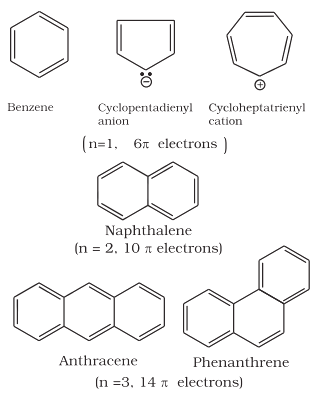 Benzene
Cyclopentadienyl
anion
Cycloheptatrienyl
cation
(n=1, 6π electrons )
Naphthalene
(n = 2, 10 π electrons)
Anthracene
Phenanthrene
(n =3, 14 π electrons)